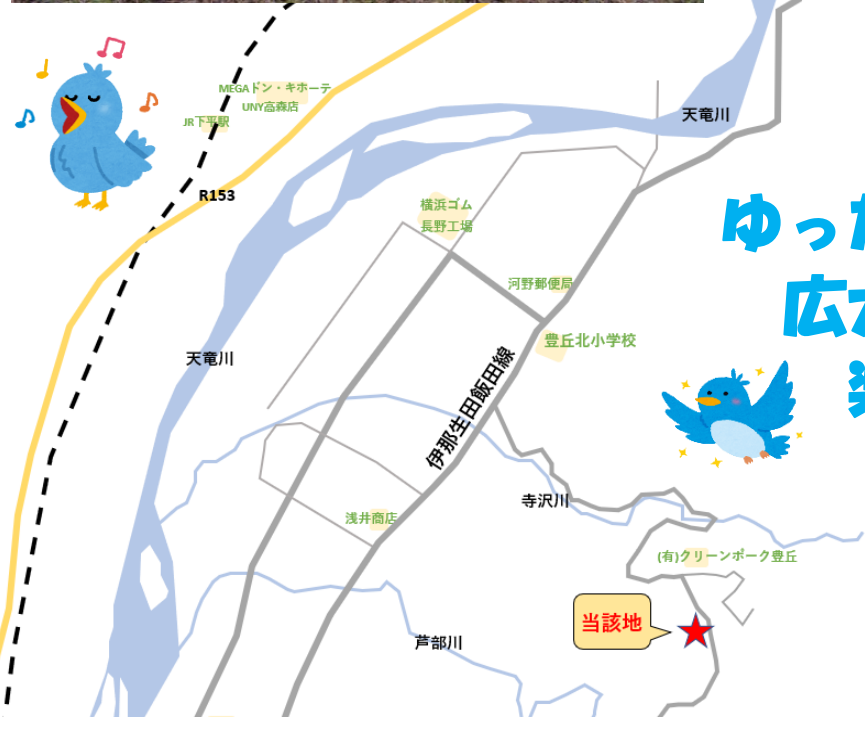 MEGAドン・キホーテ
UNY高森店
JR下平駅
天竜川
R153
横浜ゴム
長野工場
ゆった
河野郵便局
広
豊丘北小学校
天竜川
伊那生田飯田線
寺沢川
浅井商店
(有)クリーンポーク豊丘
当該地
芦部川